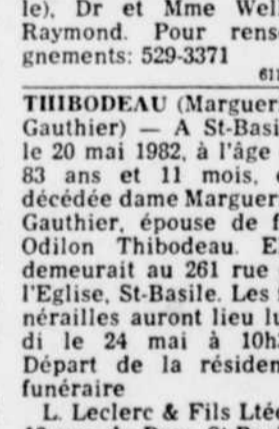 le), Dr et Mme Well
Raymond. Pour rens
gnements: 529-3371
611
THIBODEAU (Marguer
Gauthier) — A St-Basi
le 20 mai 1982, à l'âge
83 ans et 11 mois,
décédée dame Marguer
Gauthier, épouse de f
Odilon Thibodeau. E
demeurait au 261 rue
l'Eglise, St-Basile. Les
nérailles auront lieu lu
di le 24 mai à 10h
Départ de la résiden
funéraire
L. Leclerc & Fils Ltée